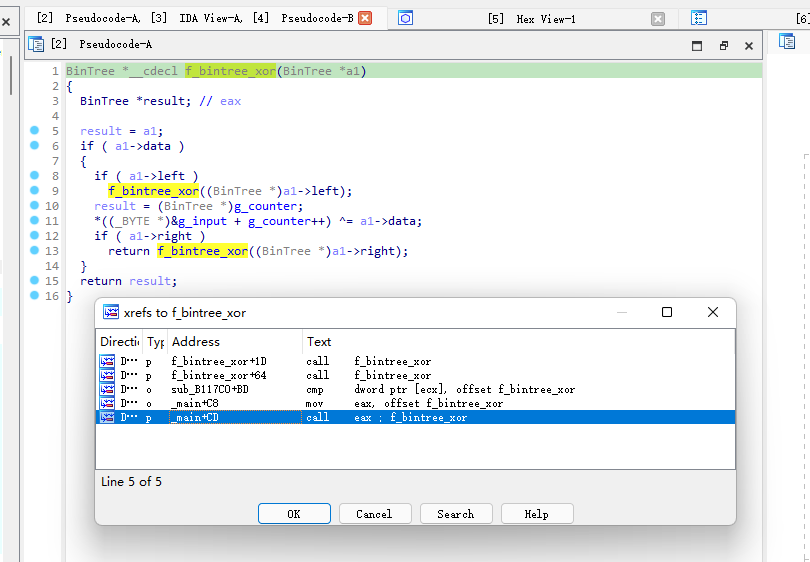 [2] Pseudocode-A, [3] IDA View-A, [4] Pseudocode-B
[5] Hex View-1
[6]
[2] Pseudocode-A
1 BinTree *__cdecl f_bintree_xor(BinTree *a1)
2 {
3 BinTree *result; // eax
4
5 result = a1;
6 if ( a1->data )
7 {
8 if ( a1->left )
9 f_bintree_xor((BinTree *)a1->left);
10 result = (BinTree *)g_counter;
11 *((_BYTE *)&g_input + g_counter++) ^= a1->data;
12 if ( a1->right )
13 return f_bintree_xor((BinTree *)a1->right);
14 }
15 return result;
16 }
xrefs to f_bintree_xor
Directic Typ Address Text
D··· p f_bintree_xor+1D call f_bintree_xor
D··· p f_bintree_xor+64 call f_bintree_xor
D··· o sub_B117C0+BD cmp dword ptr [ecx], offset f_bintree_xor
D··· o _main+C8 mov eax, offset f_bintree_xor
D··· p _main+CD call eax ; f_bintree_xor
Line 5 of 5
OK Cancel Search Help